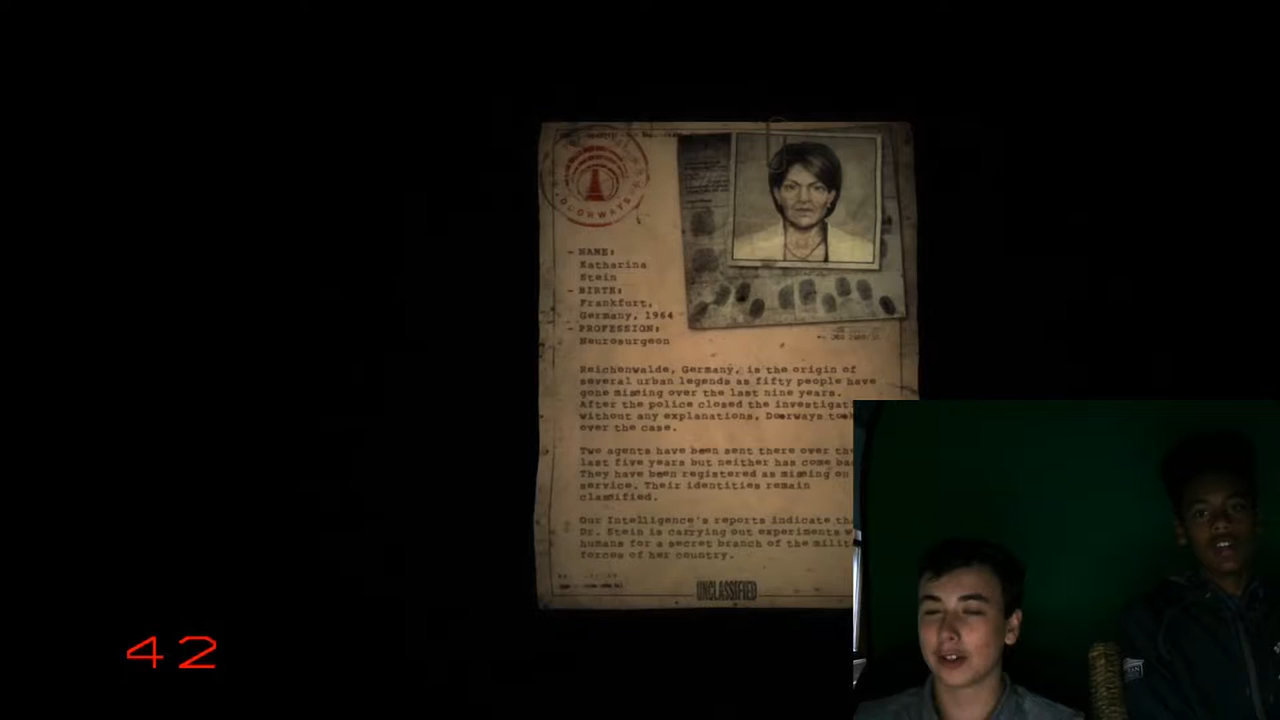 DOORWAYS
- NAME:
Katharina
Stein
- BIRTH:
Frankfurt,
Germany, 1964
- PROFESSION:
Neurosurgeon
Reichenwalde, Germany, is the origin of
several urban legends as fifty people have
gone missing over the last nine years.
After the police closed the investigat
without any explanations, Doorways took
over the case.
Two agents have been sent there over the
last five years but neither has come ba
They have been registered as missing on
service. Their identities remain
classified.
Our Intelligence's reports indicate tha
Dr. Stein is carrying out experiments w
humans for a secret branch of the milit
forces of her country.
UNCLASSIFIED
42